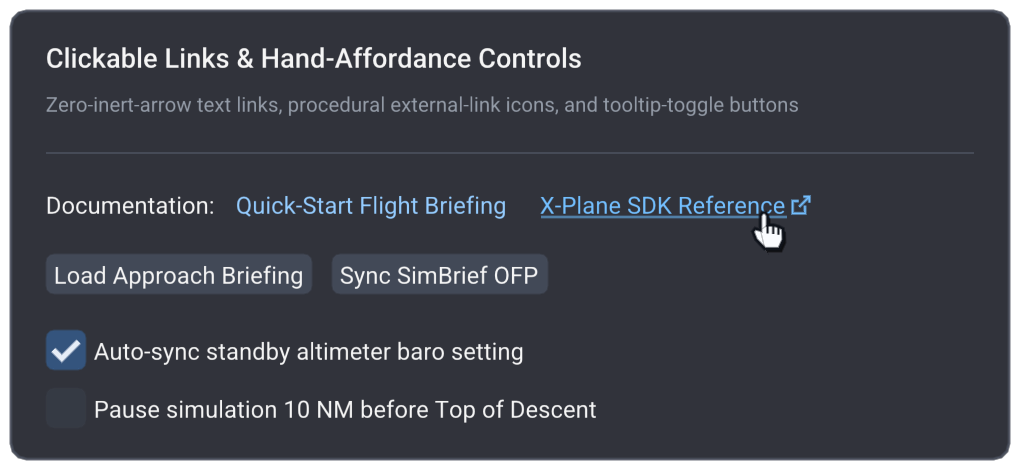 Clickable Links & Hand-Affordance Controls
Zero-inert-arrow text links, procedural external-link icons, and tooltip-toggle buttons
Documentation: Quick-Start Flight Briefing X-Plane SDK Reference
Load Approach Briefing Sync SimBrief OFP
Auto-sync standby altimeter baro setting
Pause simulation 10 NM before Top of Descent